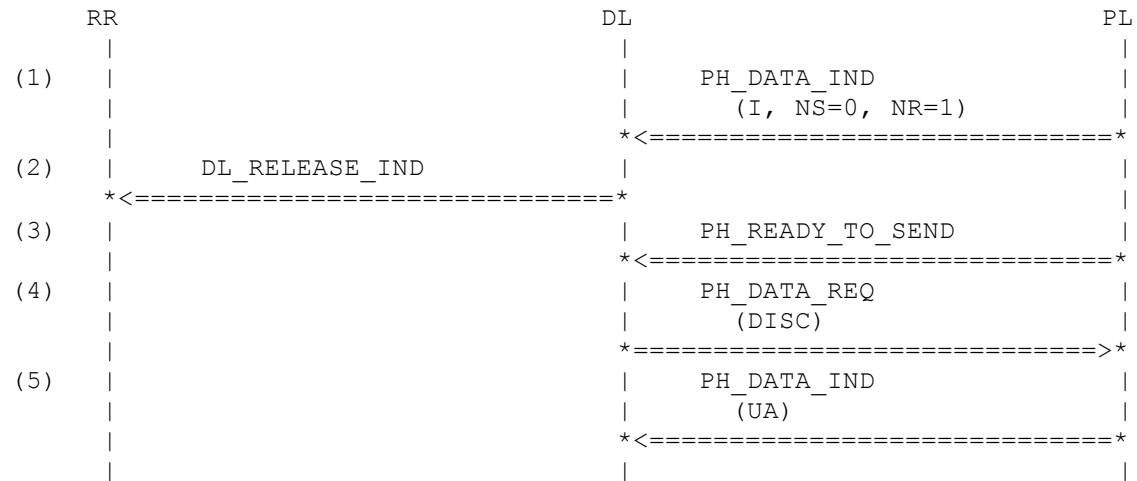 RR DL PL
(1) PH_DATA_IND
(I, NS=0, NR=1)
*<=============================*
(2) DL_RELEASE_IND
*<==============================*
(3) PH_READY_TO_SEND
*<=============================*
(4) PH_DATA_REQ
(DISC)
*=============================>*
(5) PH_DATA_IND
(UA)
*<=============================*